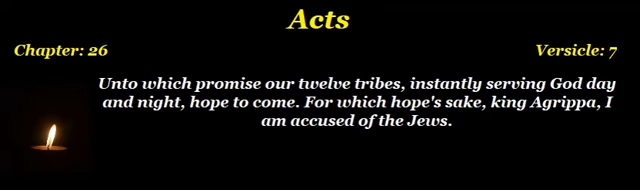 Acts
Chapter: 26
Versicle: 7
Unto which promise our twelve tribes, instantly serving God day
and night, hope to come. For which hope's sake, king Agrippa, I
am accused of the Jews.